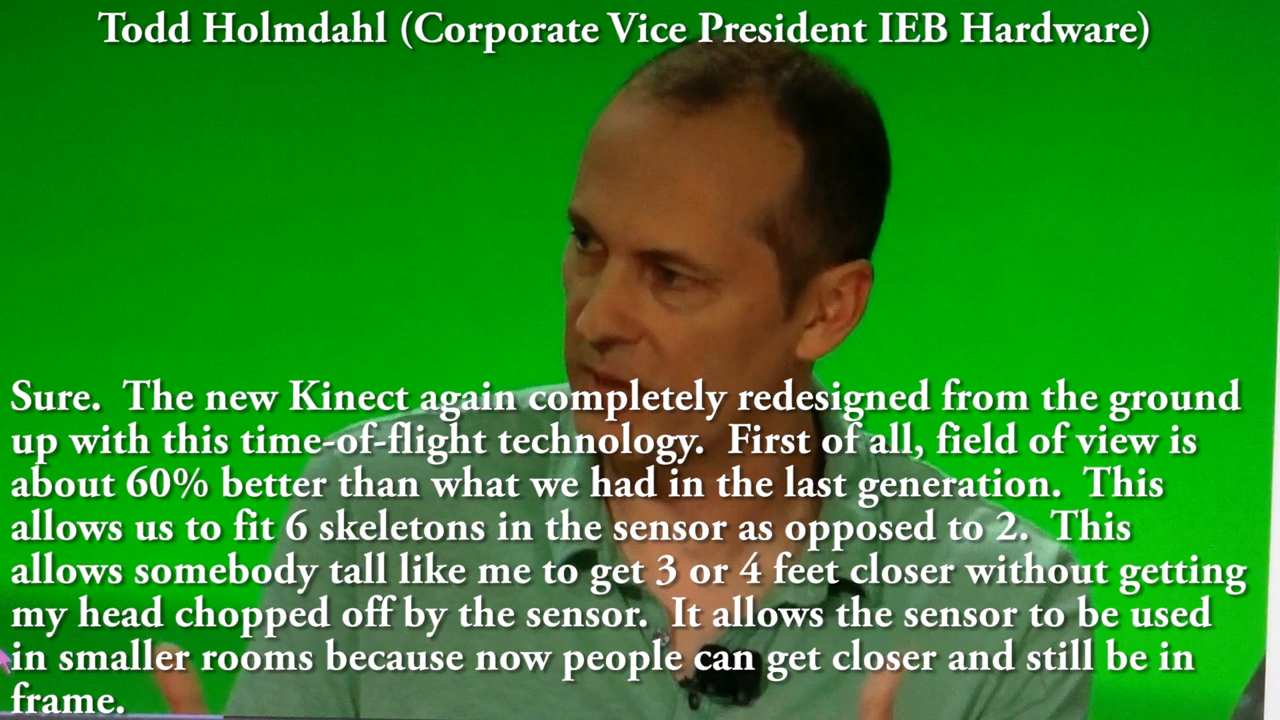 Todd Holmdahl (Corporate Vice President IEB Hardware)
Sure.  The new Kinect again completely redesigned from the ground
up with this time-of-flight technology.  First of all, field of view is
about 60% better than what we had in the last generation.  This
allows us to fit 6 skeletons in the sensor as opposed to 2.  This
allows somebody tall like me to get 3 or 4 feet closer without getting
my head chopped off by the sensor.  It allows the sensor to be used
in smaller rooms because now people can get closer and still be in
frame.